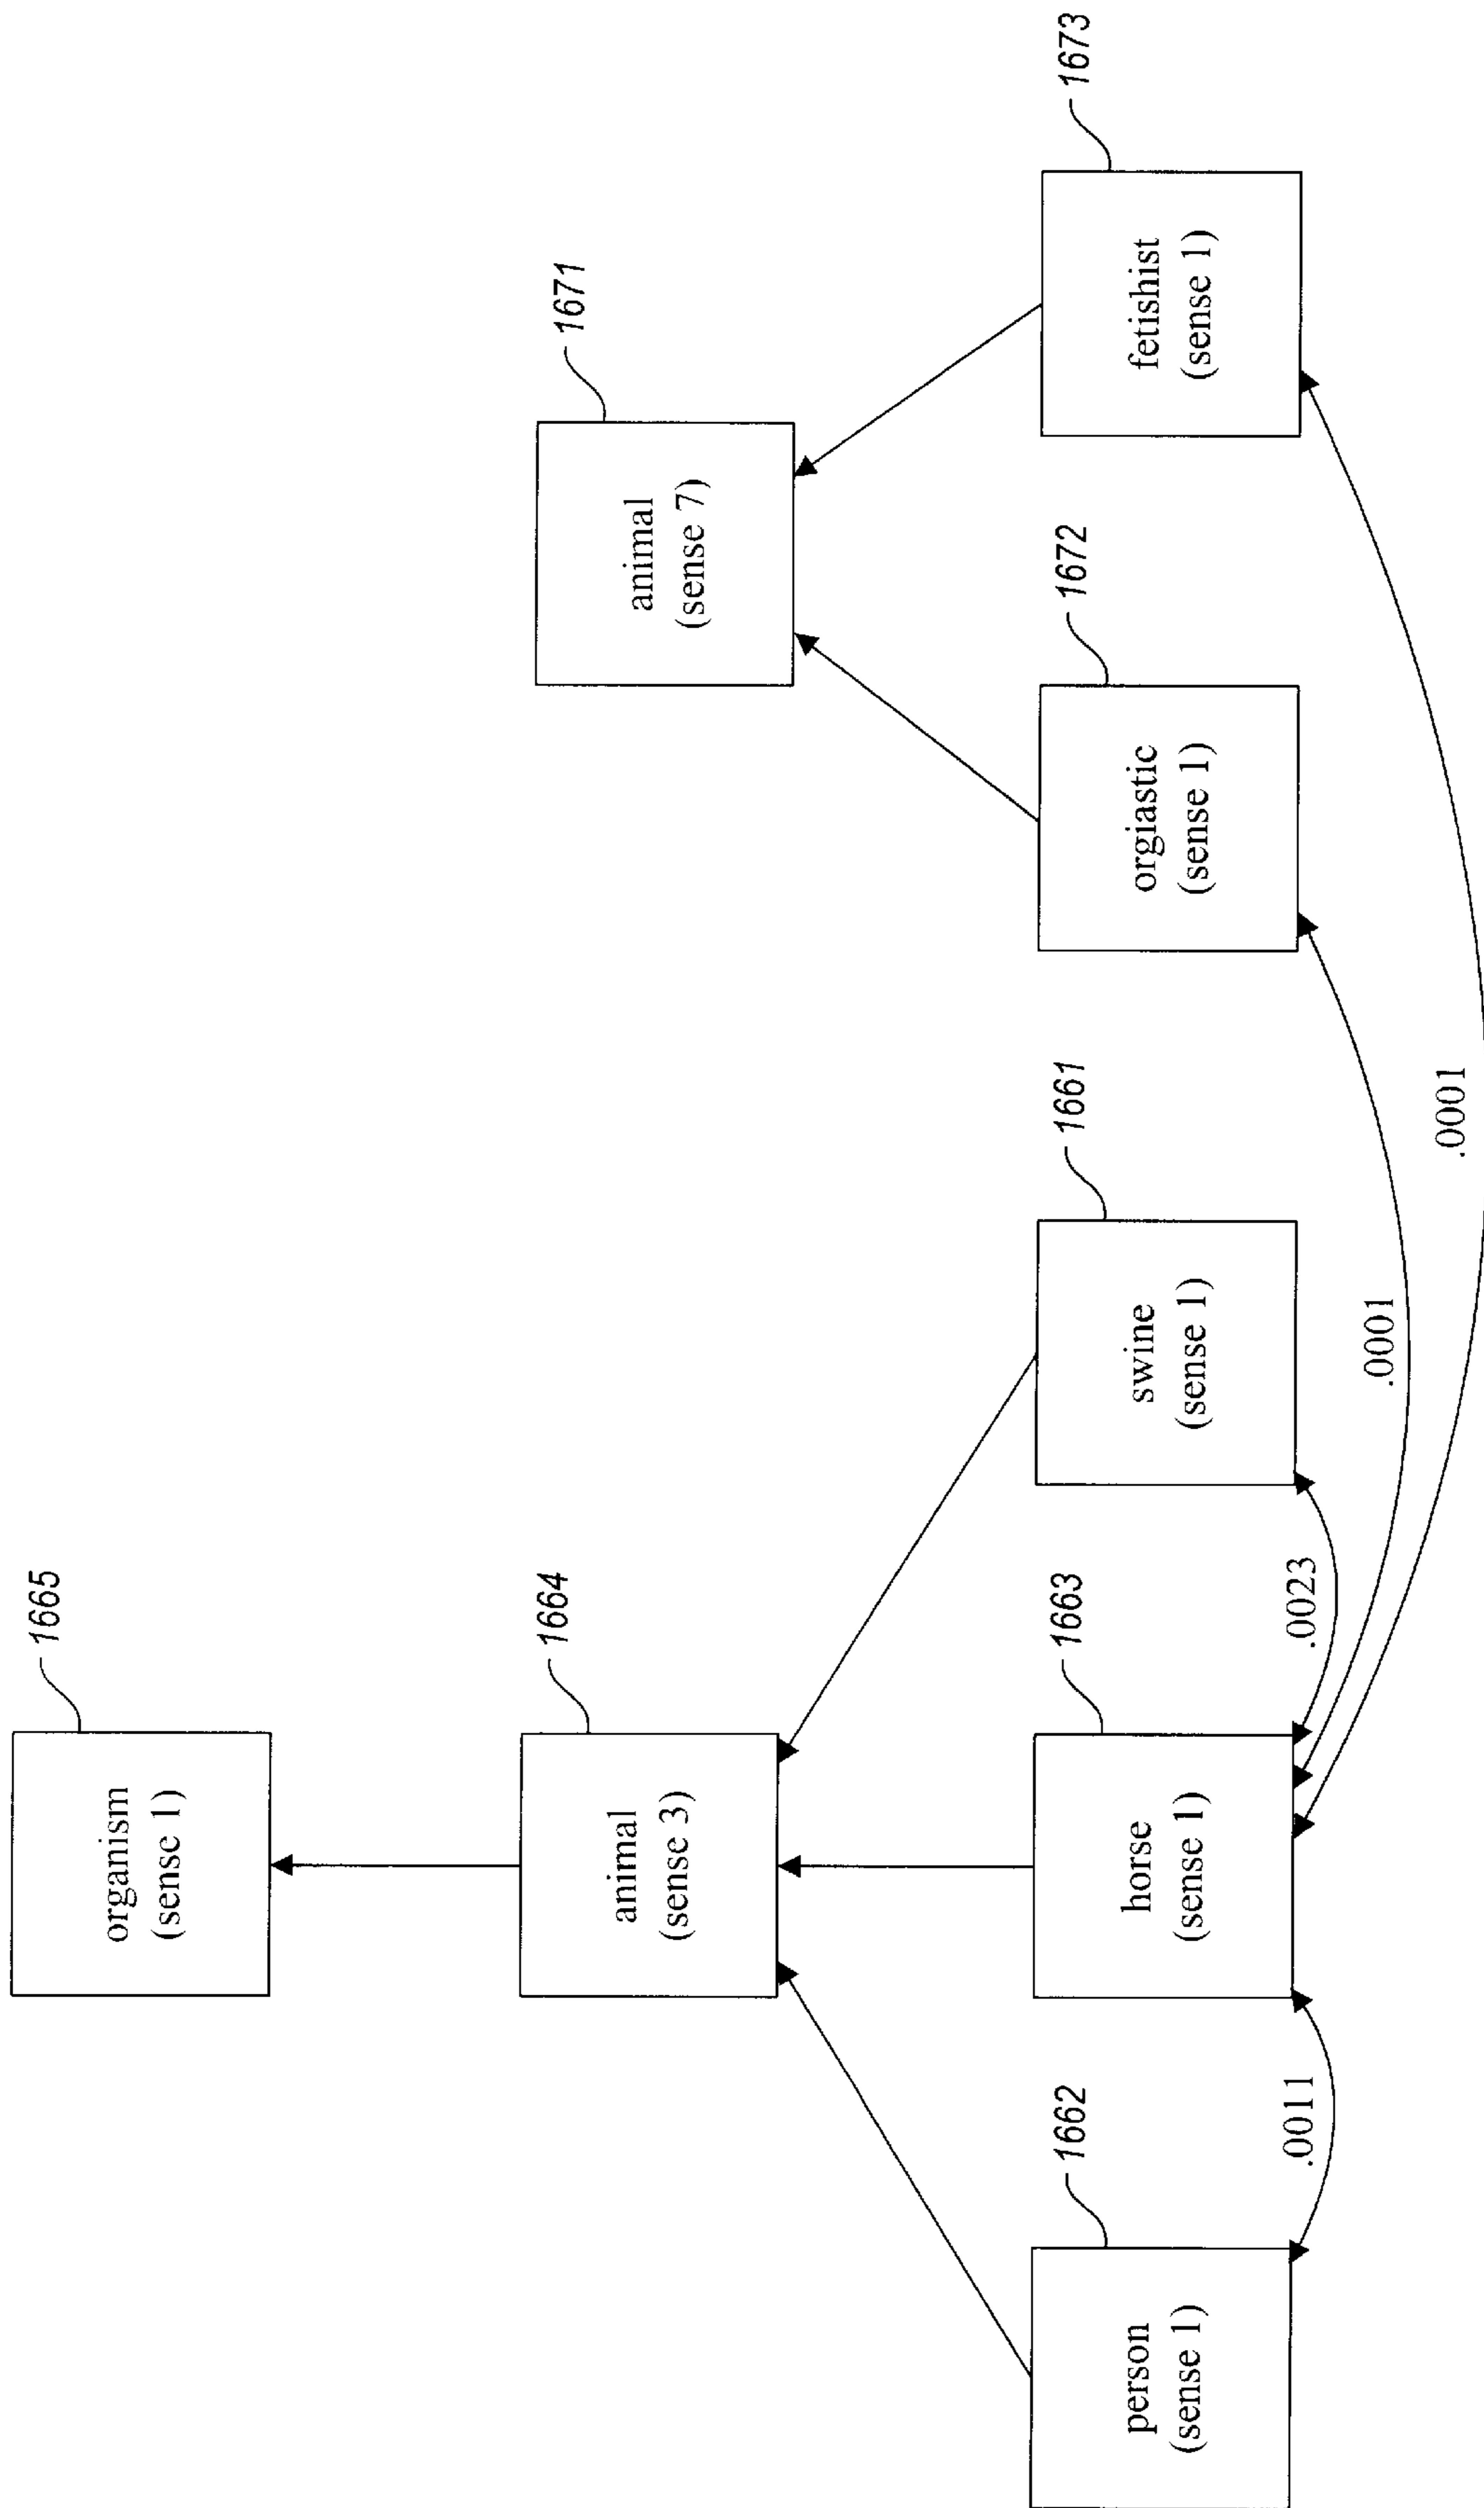 1665
organism
(sense 1)
1664
animal
(sense 3)
1671
animal
(sense 7)
1662
person
(sense 1)
1663
horse
(sense 1)
1661
swine
(sense 1)
1672
orgiastic
(sense 1)
1673
fetishist
(sense 1)
.0011
.0023
.0001
.0001